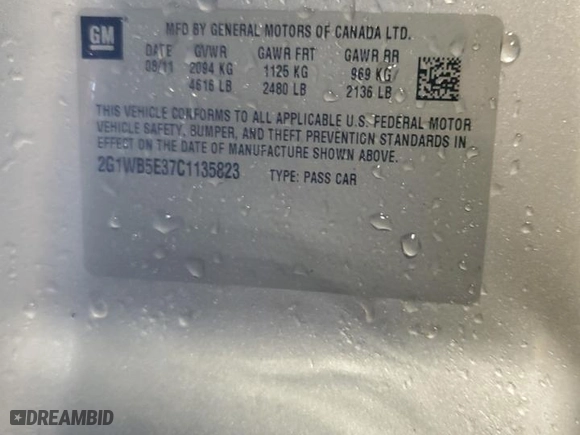 GM
MFD BY GENERAL MOTORS OF CANADA LTD.
DATE GVWR GAWR FRT GAWR RR
09/11 2094 KG 1125 KG 969 KG
4616 LB 2480 LB 2136 LB
THIS VEHICLE CONFORMS TO ALL APPLICABLE U.S. FEDERAL MOTOR
VEHICLE SAFETY, BUMPER, AND THEFT PREVENTION STANDARDS IN
EFFECT ON THE DATE OF MANUFACTURE SHOWN ABOVE.
2G1WB5E37C1135823 TYPE: PASS CAR
DREAMBID